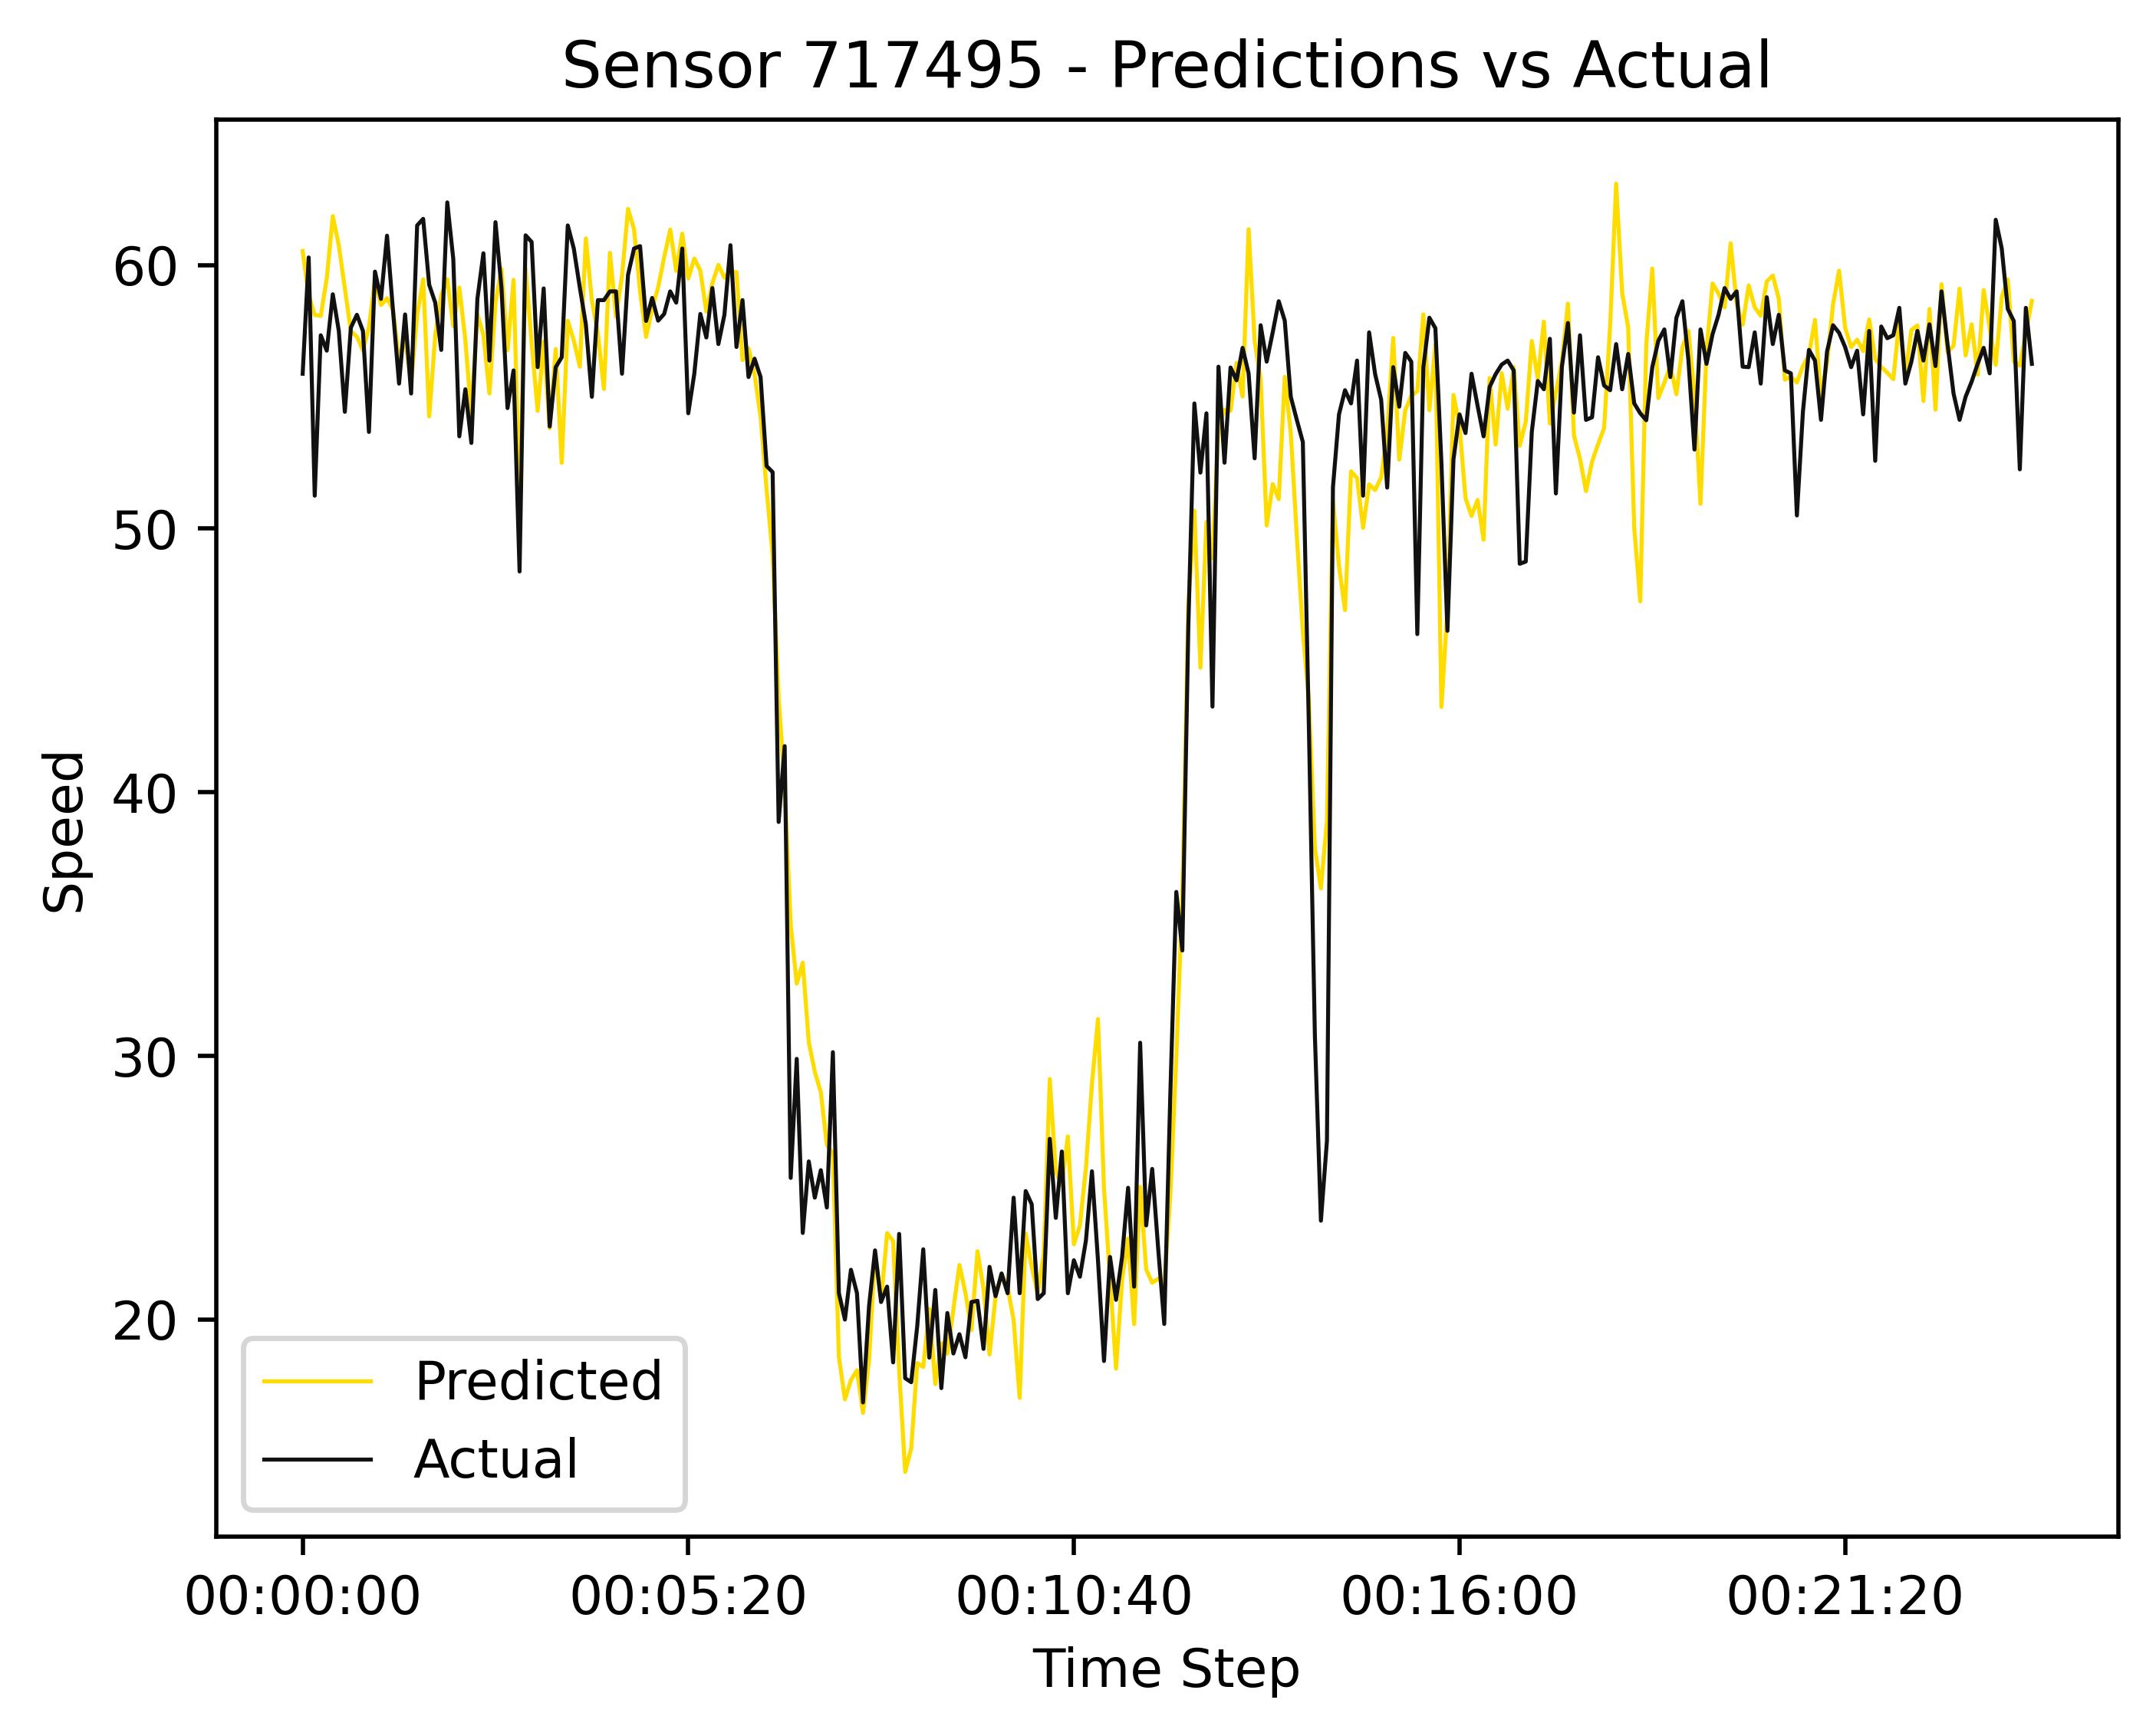 Sensor 717495 - Predictions vs Actual
60
50
40
30
20
Speed
Predicted
Actual
00:00:00 00:05:20 00:10:40 00:16:00 00:21:20
Time Step